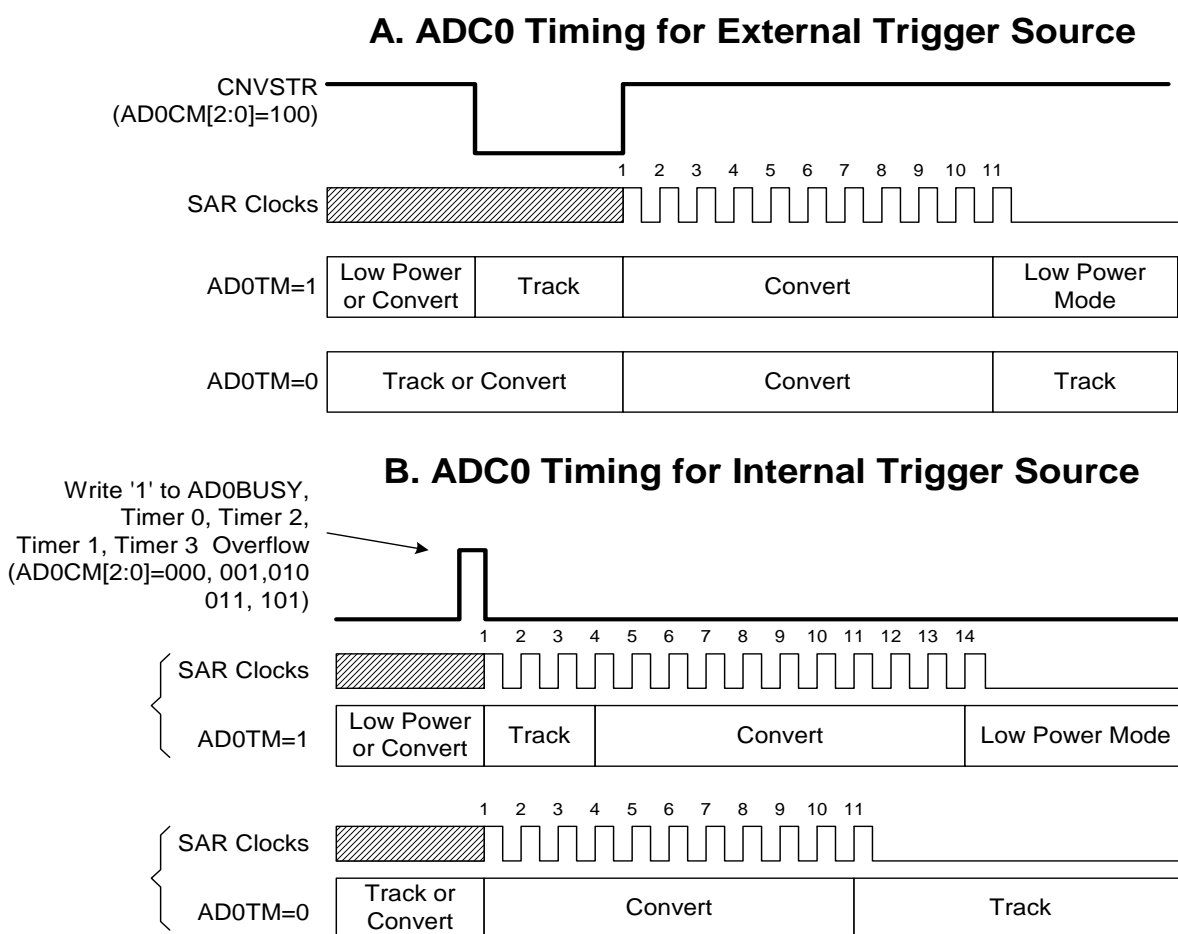 A. ADC0 Timing for External Trigger Source
CNVSTR
(AD0CM[2:0]=100)
1 2 3 4 5 6 7 8 9 10 11
SAR Clocks
AD0TM=1
Low Power
or Convert
Track
Convert
Low Power
Mode
AD0TM=0
Track or Convert
Convert
Track
B. ADC0 Timing for Internal Trigger Source
Write '1' to AD0BUSY,
Timer 0, Timer 2,
Timer 1, Timer 3 Overflow
(AD0CM[2:0]=000, 001,010
011, 101)
1 2 3 4 5 6 7 8 9 10 11 12 13 14
SAR Clocks
AD0TM=1
Low Power
or Convert
Track
Convert
Low Power Mode
1 2 3 4 5 6 7 8 9 10 11
SAR Clocks
AD0TM=0
Track or
Convert
Convert
Track